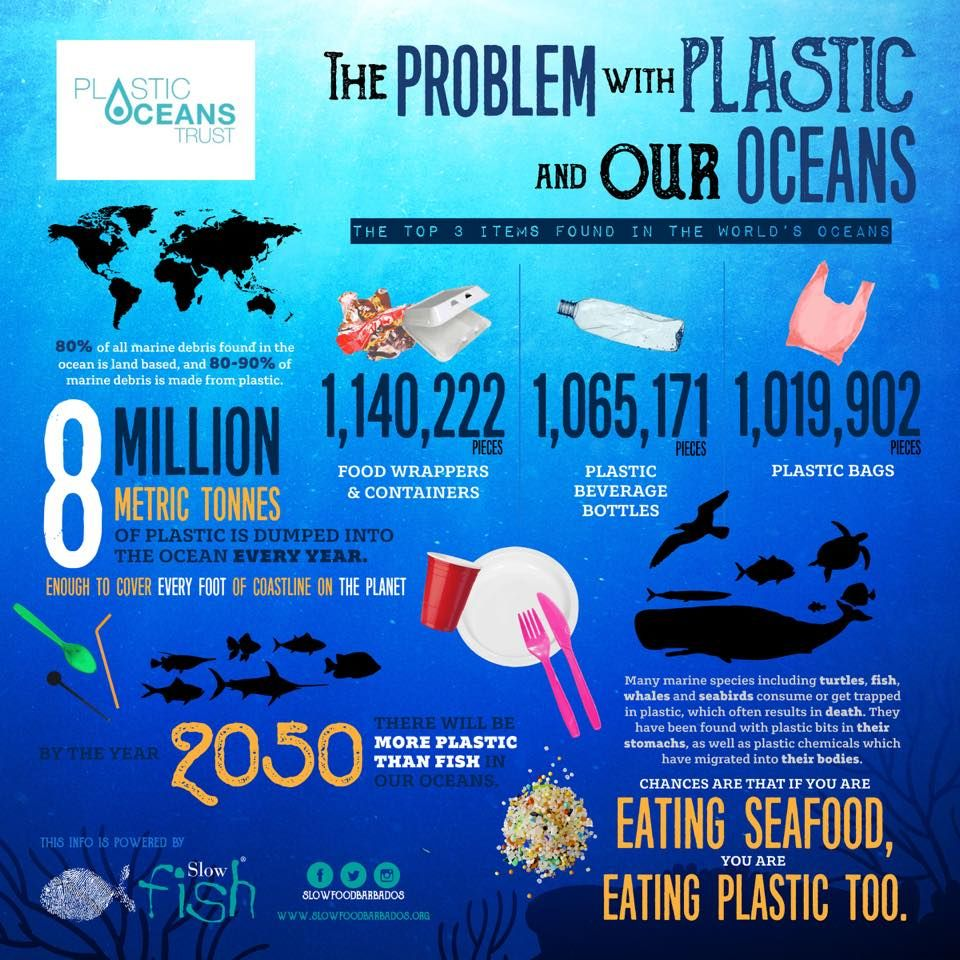 PLASTIC
OCEANS
TRUST
THE PROBLEM WITH PLASTIC
AND OUR OCEANS
THE TOP 3 ITEMS FOUND IN THE WORLD'S OCEANS
80% of all marine debris found in the
ocean is land based, and 80-90% of
marine debris is made from plastic.
1,140,222
PIECES
FOOD WRAPPERS
& CONTAINERS
1,065,171
PIECES
PLASTIC
BEVERAGE
BOTTLES
1,019,902
PIECES
PLASTIC BAGS
8 MILLION
METRIC TONNES
OF PLASTIC IS DUMPED INTO
THE OCEAN EVERY YEAR.
ENOUGH TO COVER EVERY FOOT OF COASTLINE ON THE PLANET
BY THE YEAR 2050
THERE WILL BE
MORE PLASTIC
THAN FISH IN
OUR OCEANS.
Many marine species including turtles, fish,
whales and seabirds consume or get trapped
in plastic, which often results in death. They
have been found with plastic bits in their
stomachs, as well as plastic chemicals which
have migrated into their bodies.
CHANCES ARE THAT IF YOU ARE
EATING SEAFOOD,
YOU ARE
EATING PLASTIC TOO.
THIS INFO IS POWERED BY
Slow®
fish
SLOWFOODBARBADOS
WWW.SLOWFOODBARBADOS.ORG